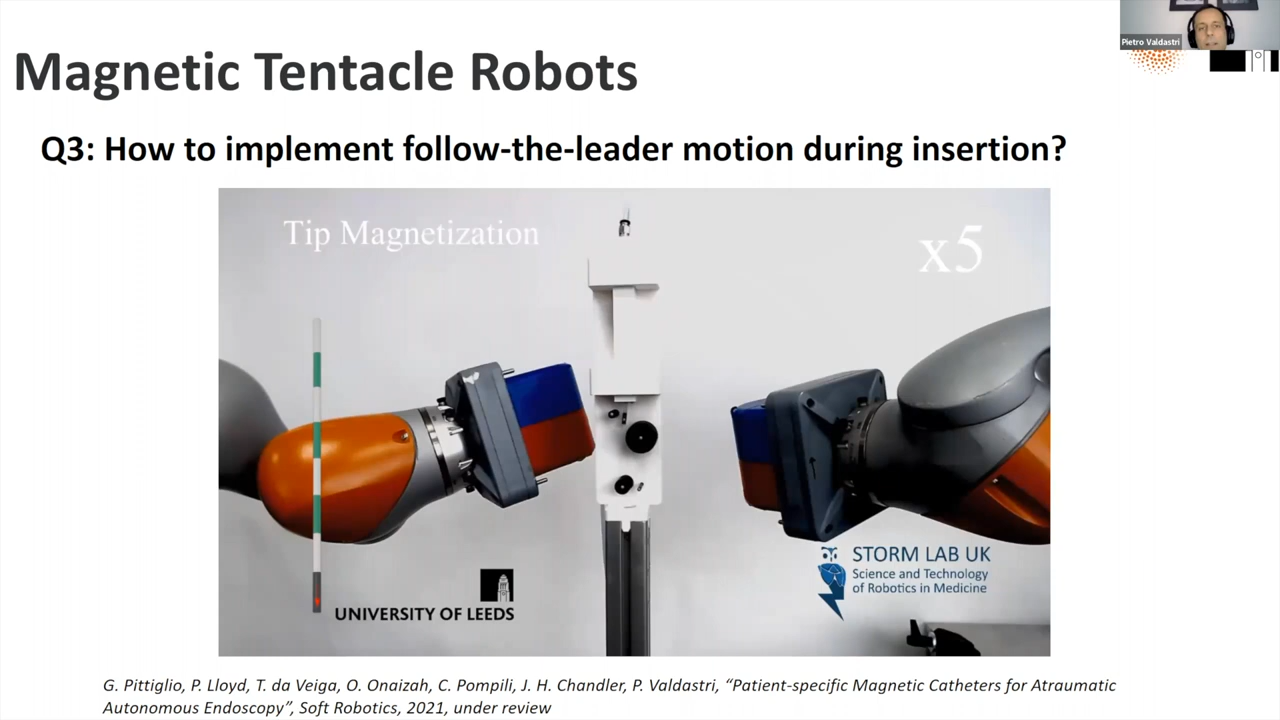 Pietro Valdastri
Magnetic Tentacle Robots
Q3: How to implement follow-the-leader motion during insertion?
Tip Magnetization
x5
STORM LAB UK
Science and Technology
of Robotics in Medicine
UNIVERSITY OF LEEDS
G. Pittiglio, P. Lloyd, T. da Veiga, O. Onaizah, C. Pompili, J. H. Chandler, P. Valdastri, “Patient-specific Magnetic Catheters for Atraumatic
Autonomous Endoscopy”, Soft Robotics, 2021, under review